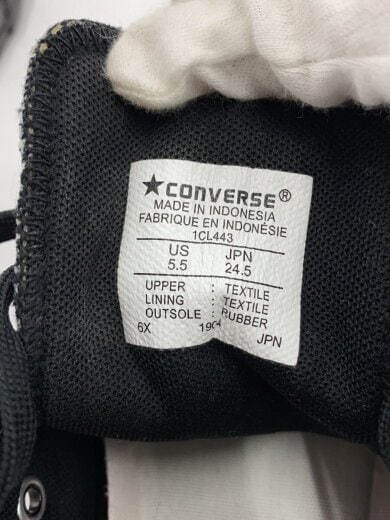 ★CONVERSE®
MADE IN INDONESIA
FABRIQUE EN INDONÉSIE
1CL443
US JPN
5.5 24.5
UPPER : TEXTILE
LINING : TEXTILE
OUTSOLE : RUBBER
6X
JPN